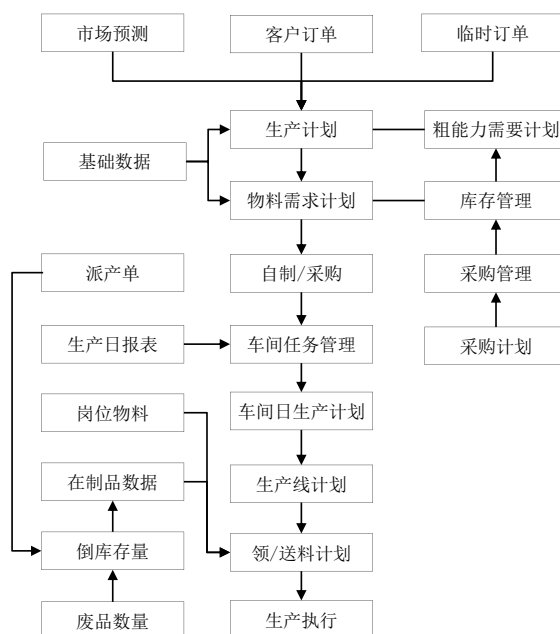 市场预测
客户订单
临时订单
生产计划
粗能力需要计划
基础数据
物料需求计划
库存管理
派产单
自制/采购
采购管理
生产日报表
车间任务管理
采购计划
岗位物料
车间日生产计划
在制品数据
生产线计划
倒库存量
领/送料计划
废品数量
生产执行